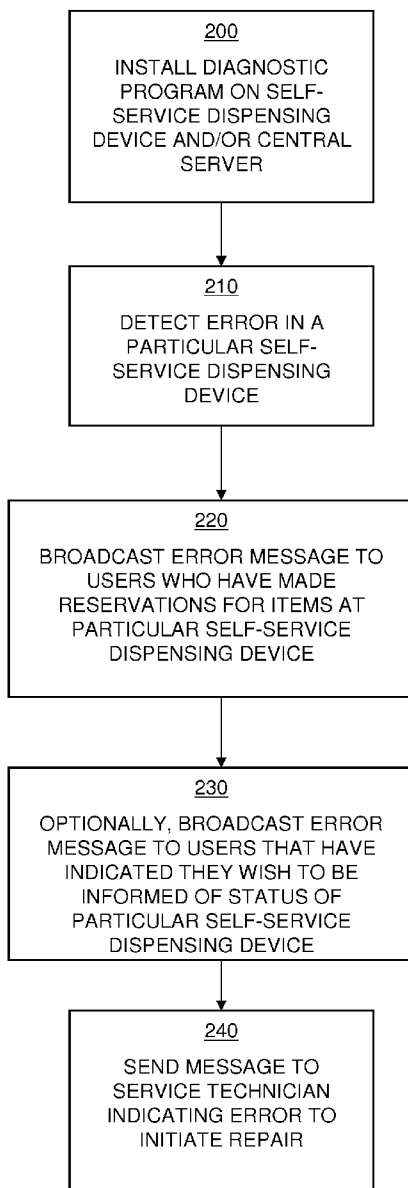 200
INSTALL DIAGNOSTIC
PROGRAM ON SELF-
SERVICE DISPENSING
DEVICE AND/OR CENTRAL
SERVER
210
DETECT ERROR IN A
PARTICULAR SELF-
SERVICE DISPENSING
DEVICE
220
BROADCAST ERROR MESSAGE TO
USERS WHO HAVE MADE
RESERVATIONS FOR ITEMS AT
PARTICULAR SELF-SERVICE
DISPENSING DEVICE
230
OPTIONALLY, BROADCAST ERROR
MESSAGE TO USERS THAT HAVE
INDICATED THEY WISH TO BE
INFORMED OF STATUS OF
PARTICULAR SELF-SERVICE
DISPENSING DEVICE
240
SEND MESSAGE TO
SERVICE TECHNICIAN
INDICATING ERROR TO
INITIATE REPAIR